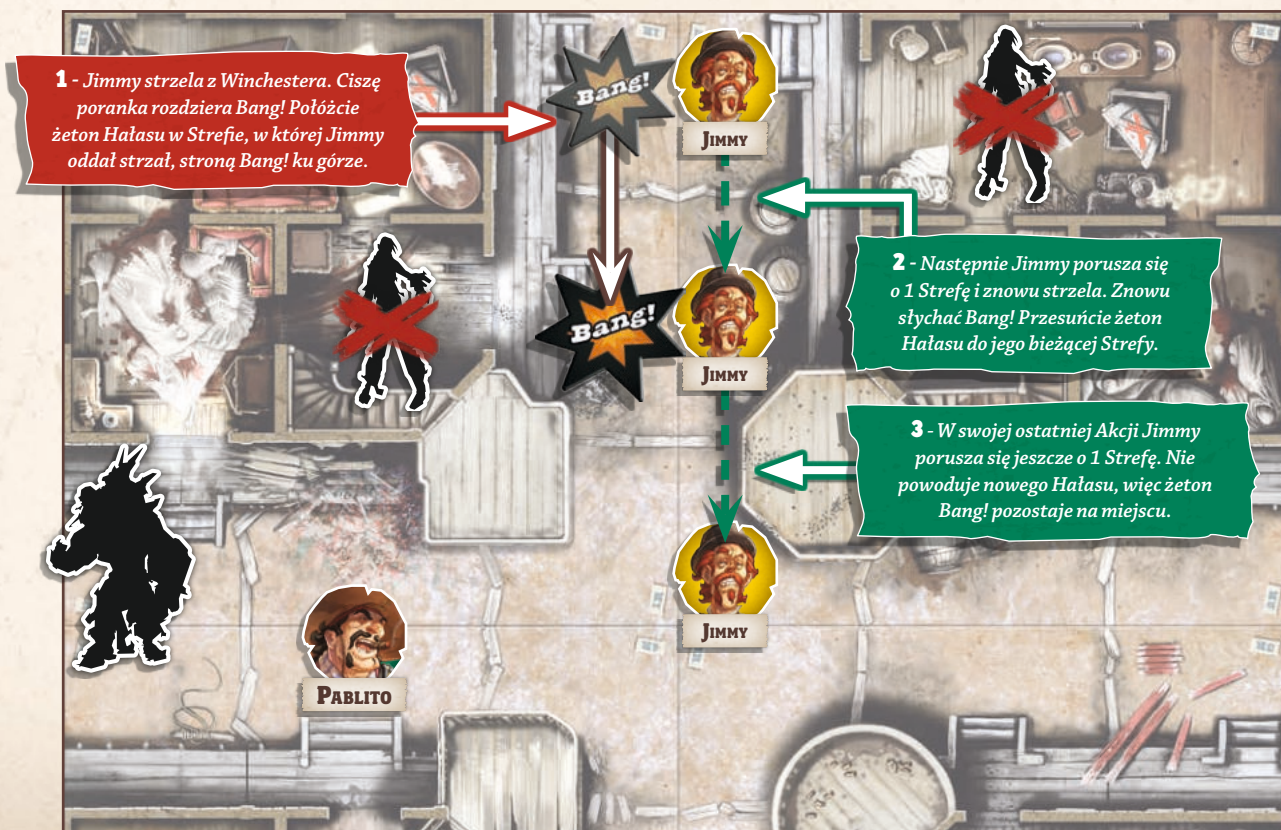 1 - Jimmy strzela z Winchestera. Ciszę
poranka rozdziera Bang! Połóżcie
żeton Hałasu w Strefie, w której Jimmy
oddał strzał, stroną Bang! ku górze.
Bang!
JIMMY
2 - Następnie Jimmy porusza się
o 1 Strefę i znowu strzela. Znowu
słychać Bang! Przesuńcie żeton
Hałasu do jego bieżącej Strefy.
Bang!
JIMMY
3 - W swojej ostatniej Akcji Jimmy
porusza się jeszcze o 1 Strefę. Nie
powoduje nowego Hałasu, więc żeton
Bang! pozostaje na miejscu.
JIMMY
PABLITO